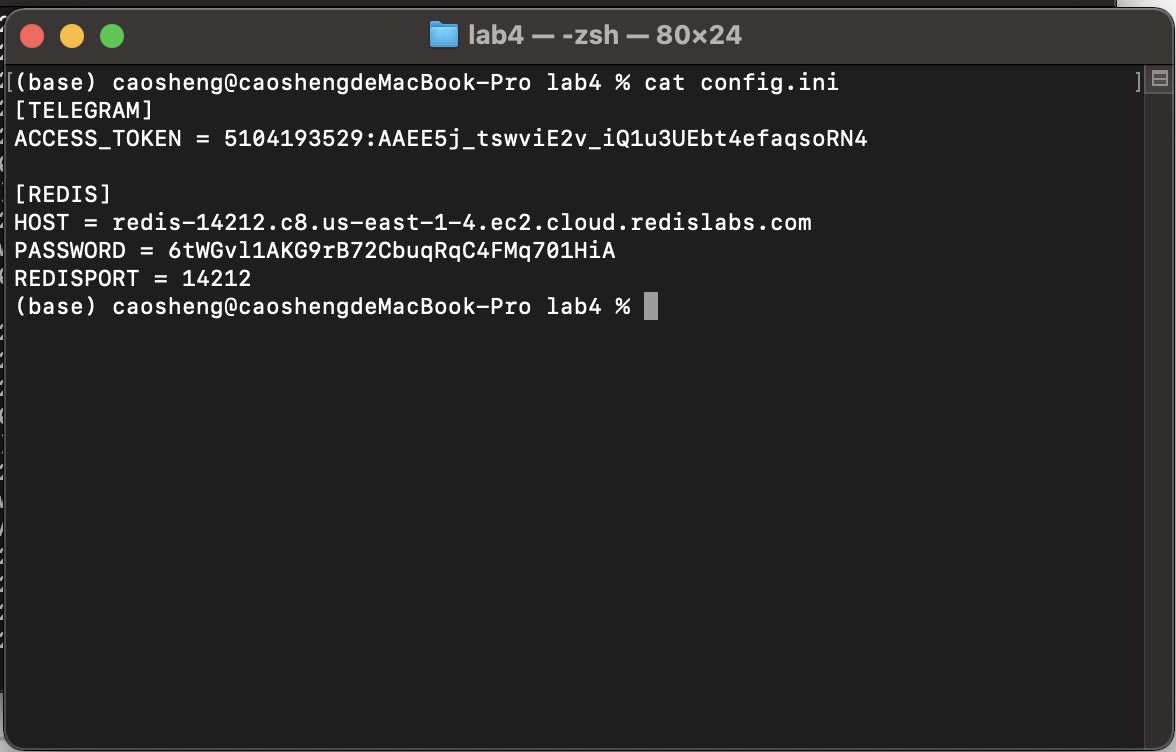 lab4 — -zsh — 80×24
(base) caosheng@caoshengdeMacBook-Pro lab4 % cat config.ini
[TELEGRAM]
ACCESS_TOKEN = 5104193529:AAEE5j_tswviE2v_iQ1u3UEbt4efaqsoRN4
[REDIS]
HOST = redis-14212.c8.us-east-1-4.ec2.cloud.redislabs.com
PASSWORD = 6tWGvl1AKG9rB72CbuqRqC4FMq701HiA
REDISPORT = 14212
(base) caosheng@caoshengdeMacBook-Pro lab4 %